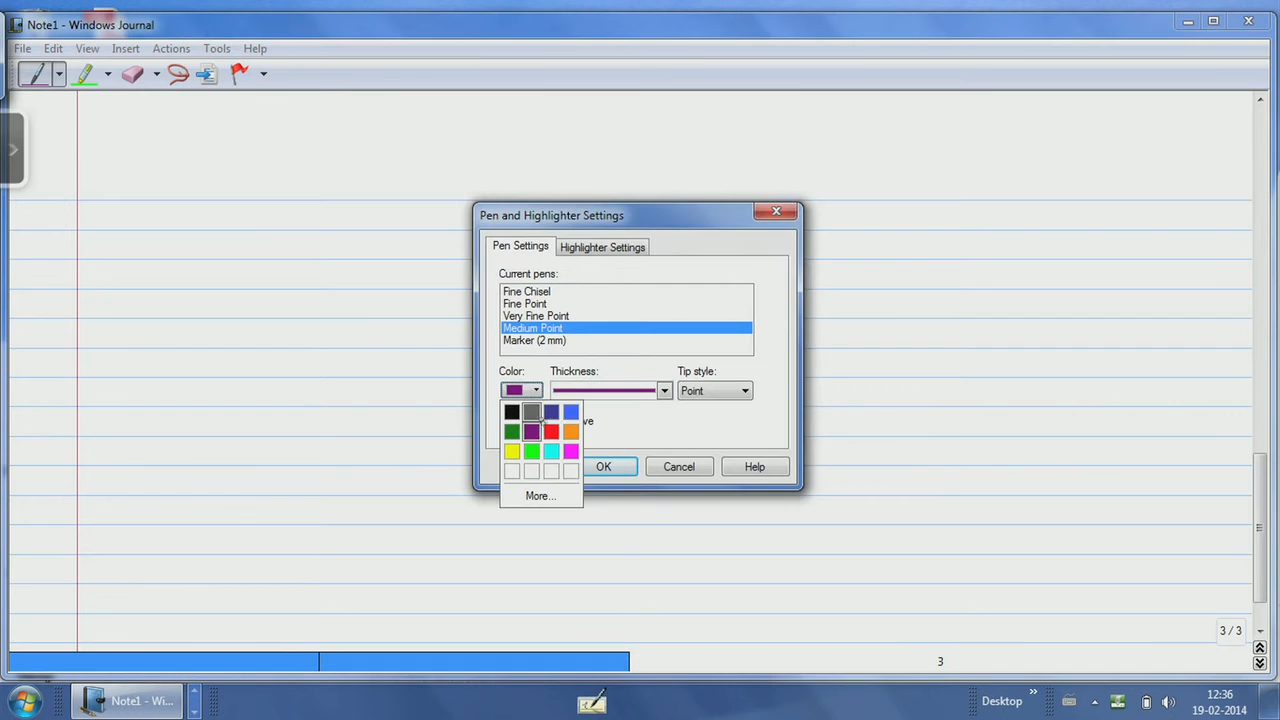 Note1 - Windows Journal
File Edit View Insert Actions Tools Help
Pen and Highlighter Settings
Pen Settings Highlighter Settings
Current pens:
Fine Chisel
Fine Point
Very Fine Point
Medium Point
Marker (2 mm)
Color: Thickness: Tip style:
Point
ve
OK Cancel Help
More...
3 / 3
3
Note1 - Wi... Desktop » 12:36
19-02-2014